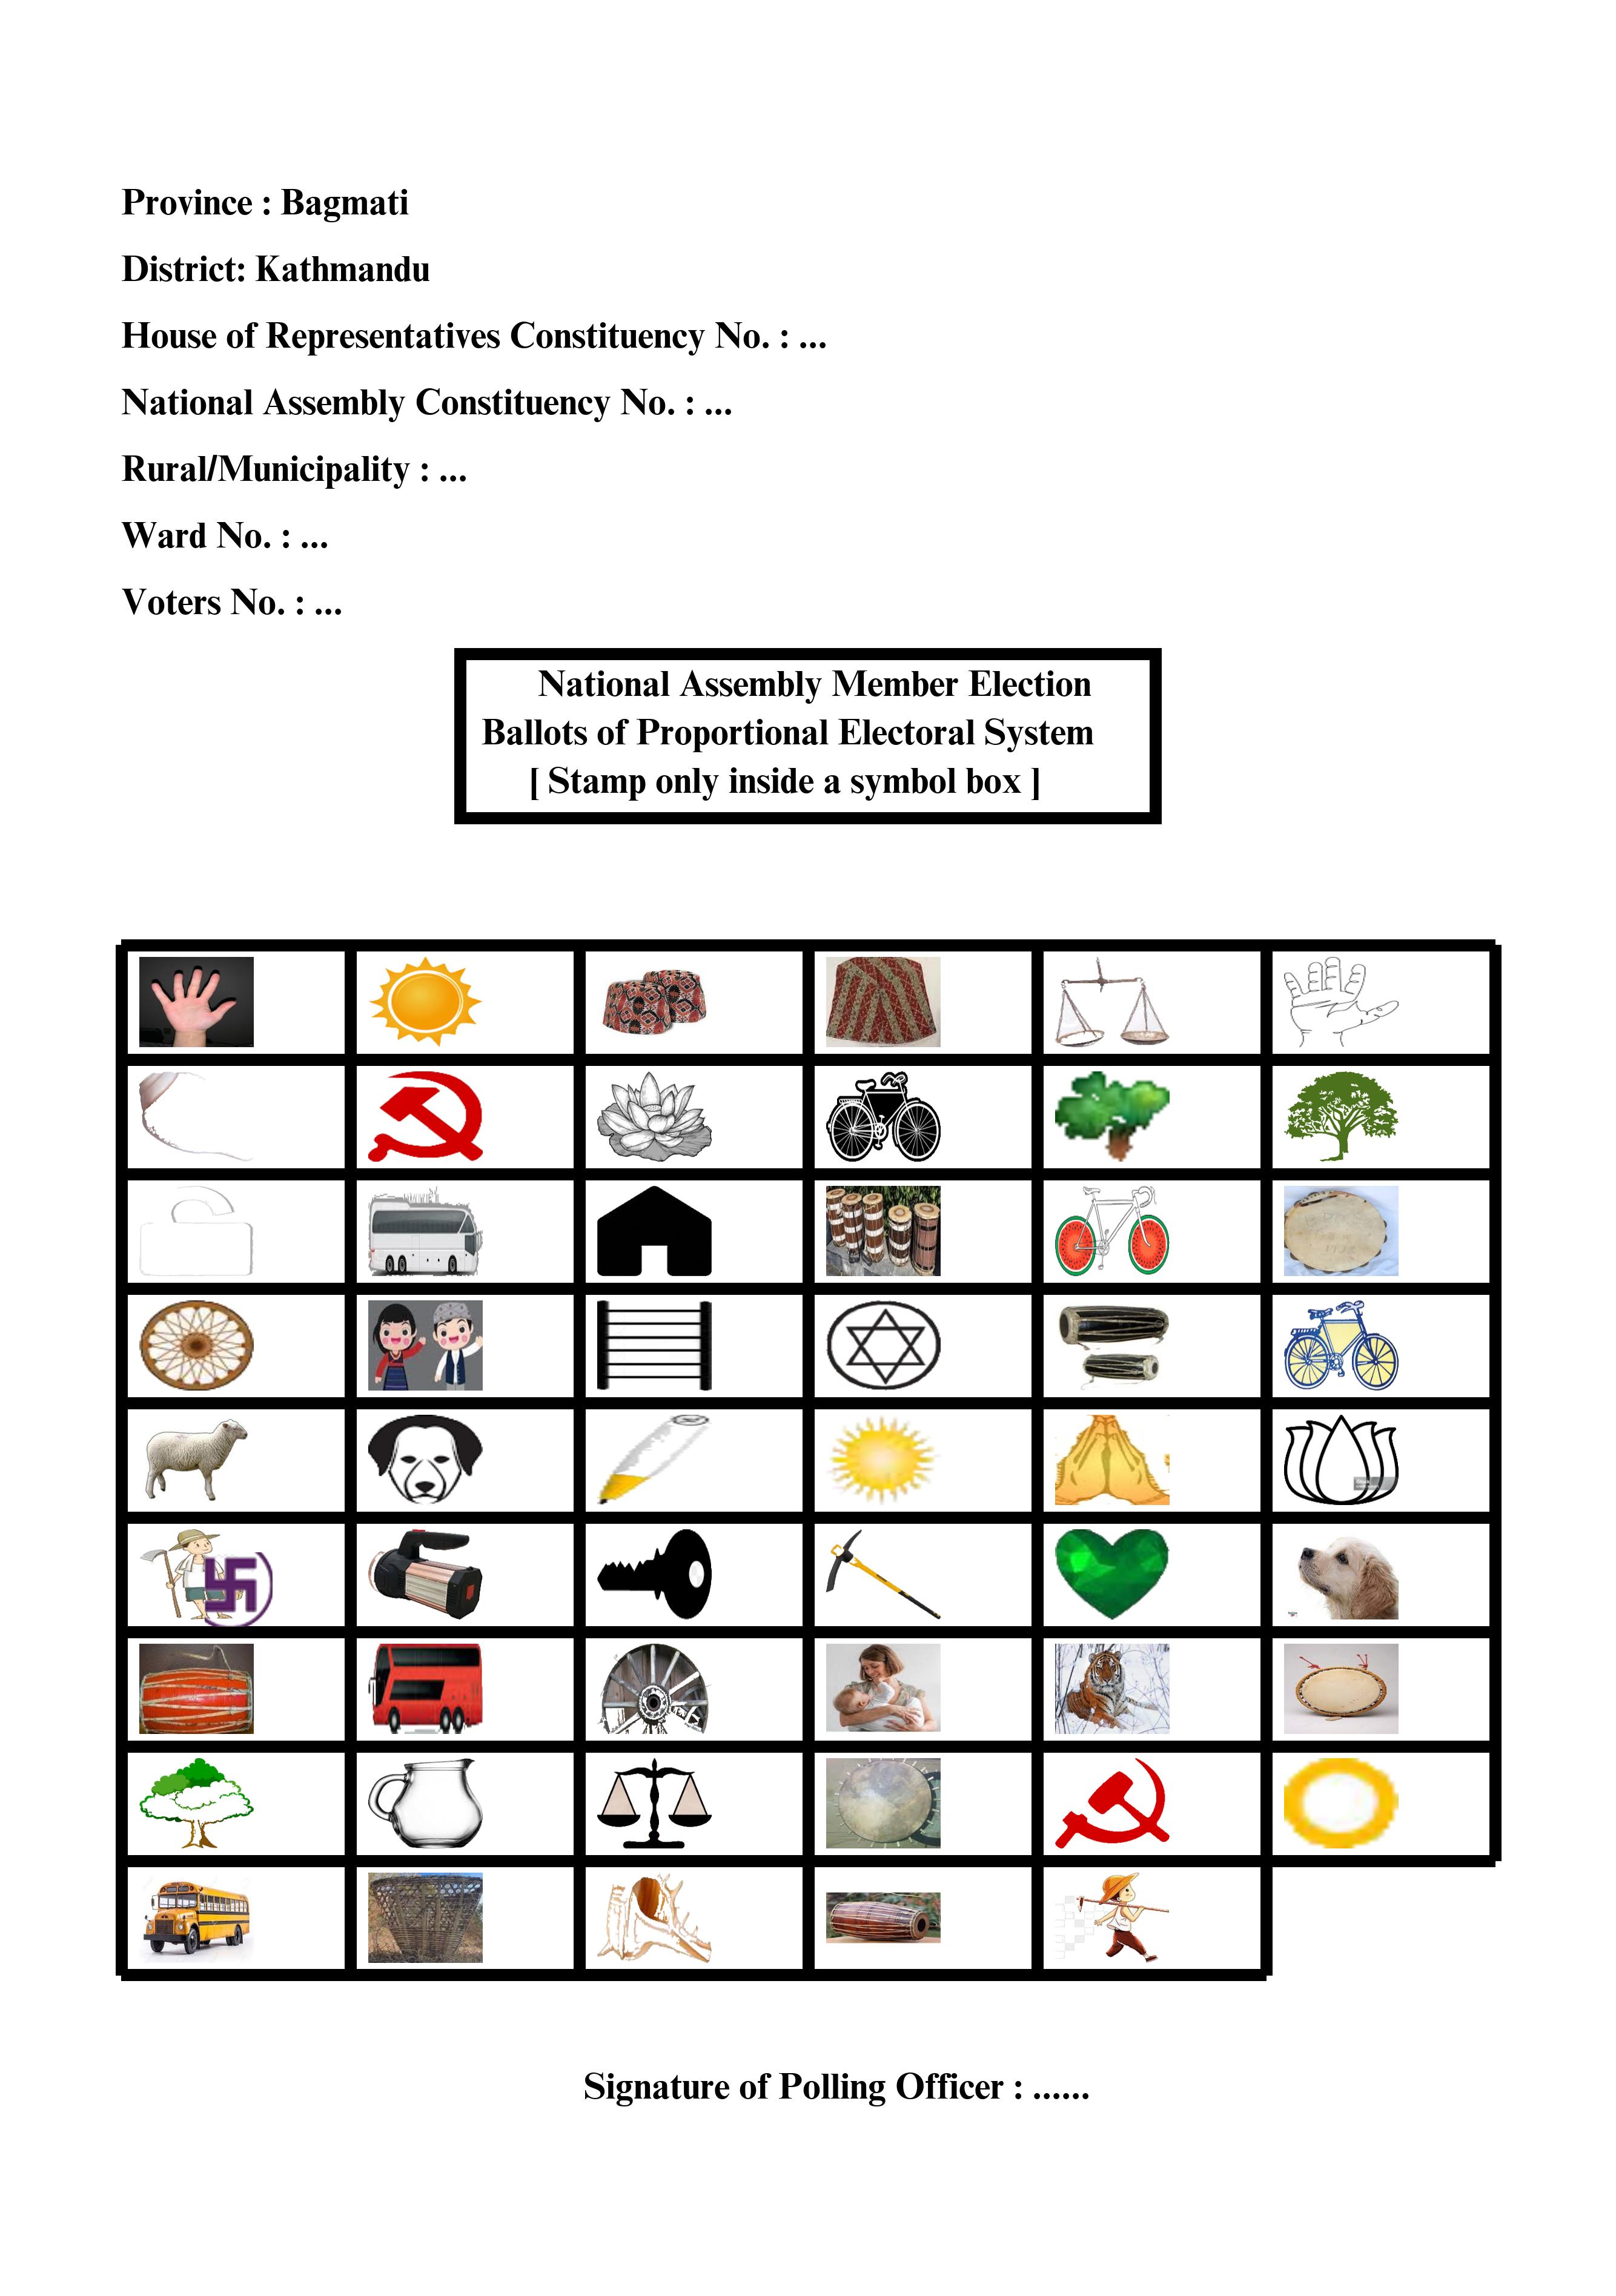 Province : Bagmati
District: Kathmandu
House of Representatives Constituency No. : ...
National Assembly Constituency No. : ...
Rural/Municipality : ...
Ward No. : ...
Voters No. : ...
National Assembly Member Election
Ballots of Proportional Electoral System
[ Stamp only inside a symbol box ]
Signature of Polling Officer : ......